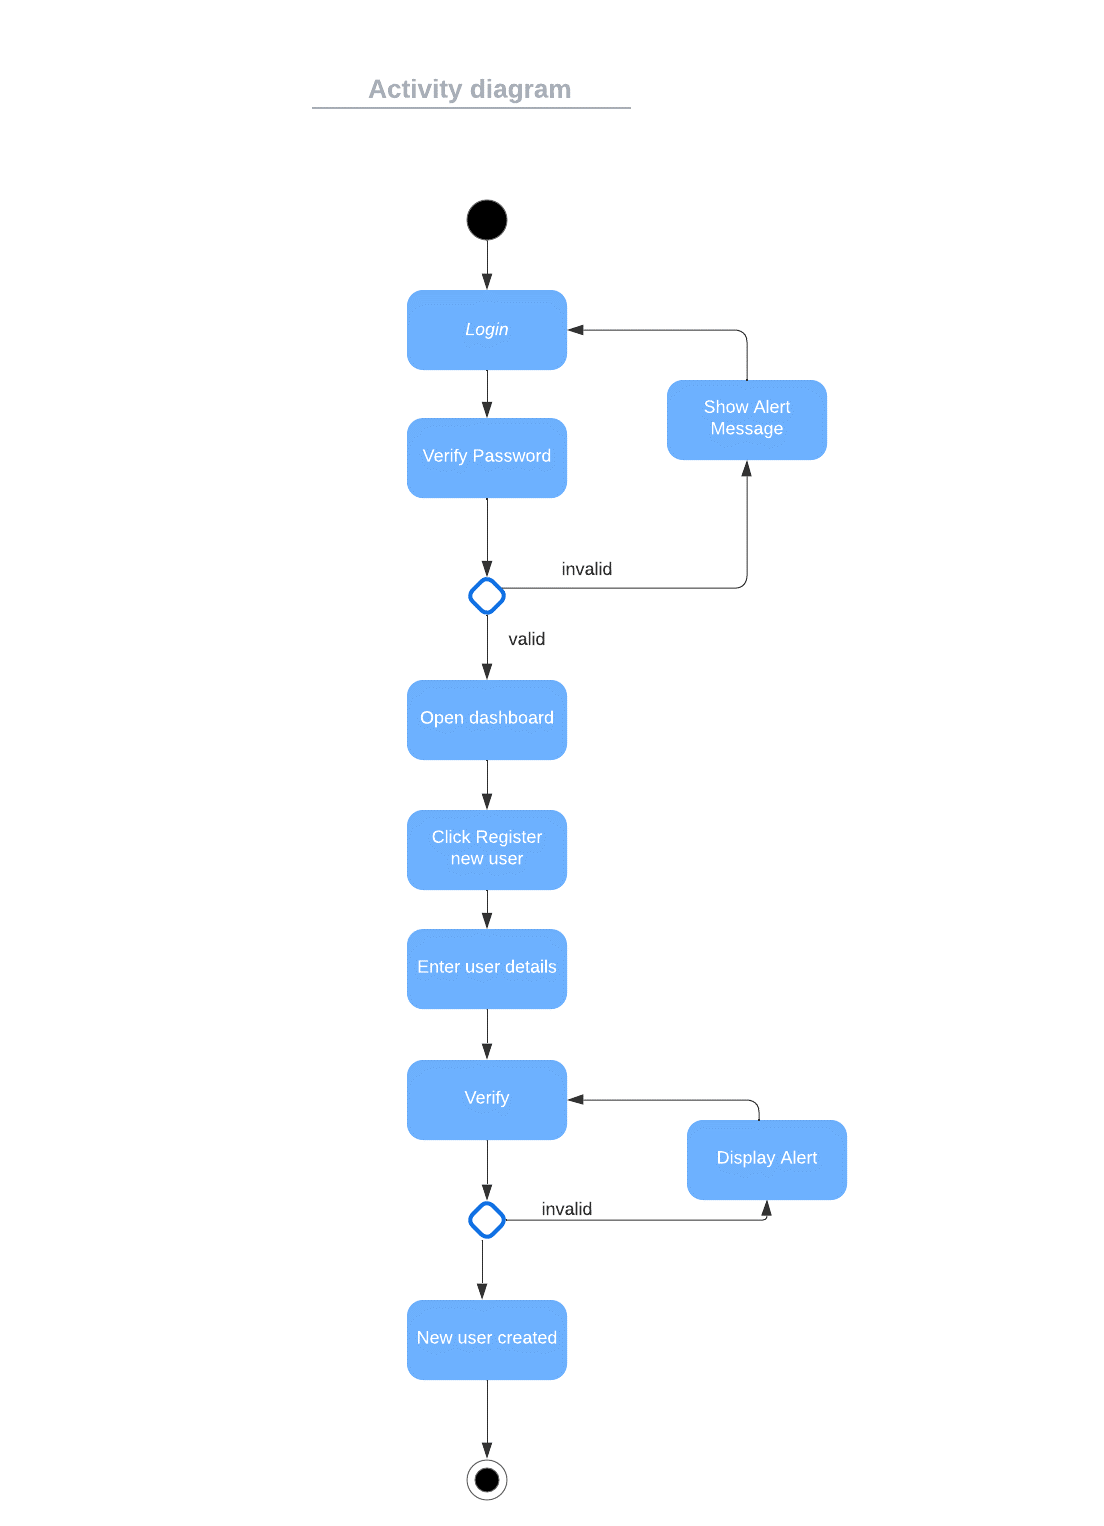 Activity diagram
Login
Show Alert
Message
Verify Password
invalid
valid
Open dashboard
Click Register
new user
Enter user details
Verify
Display Alert
invalid
New user created